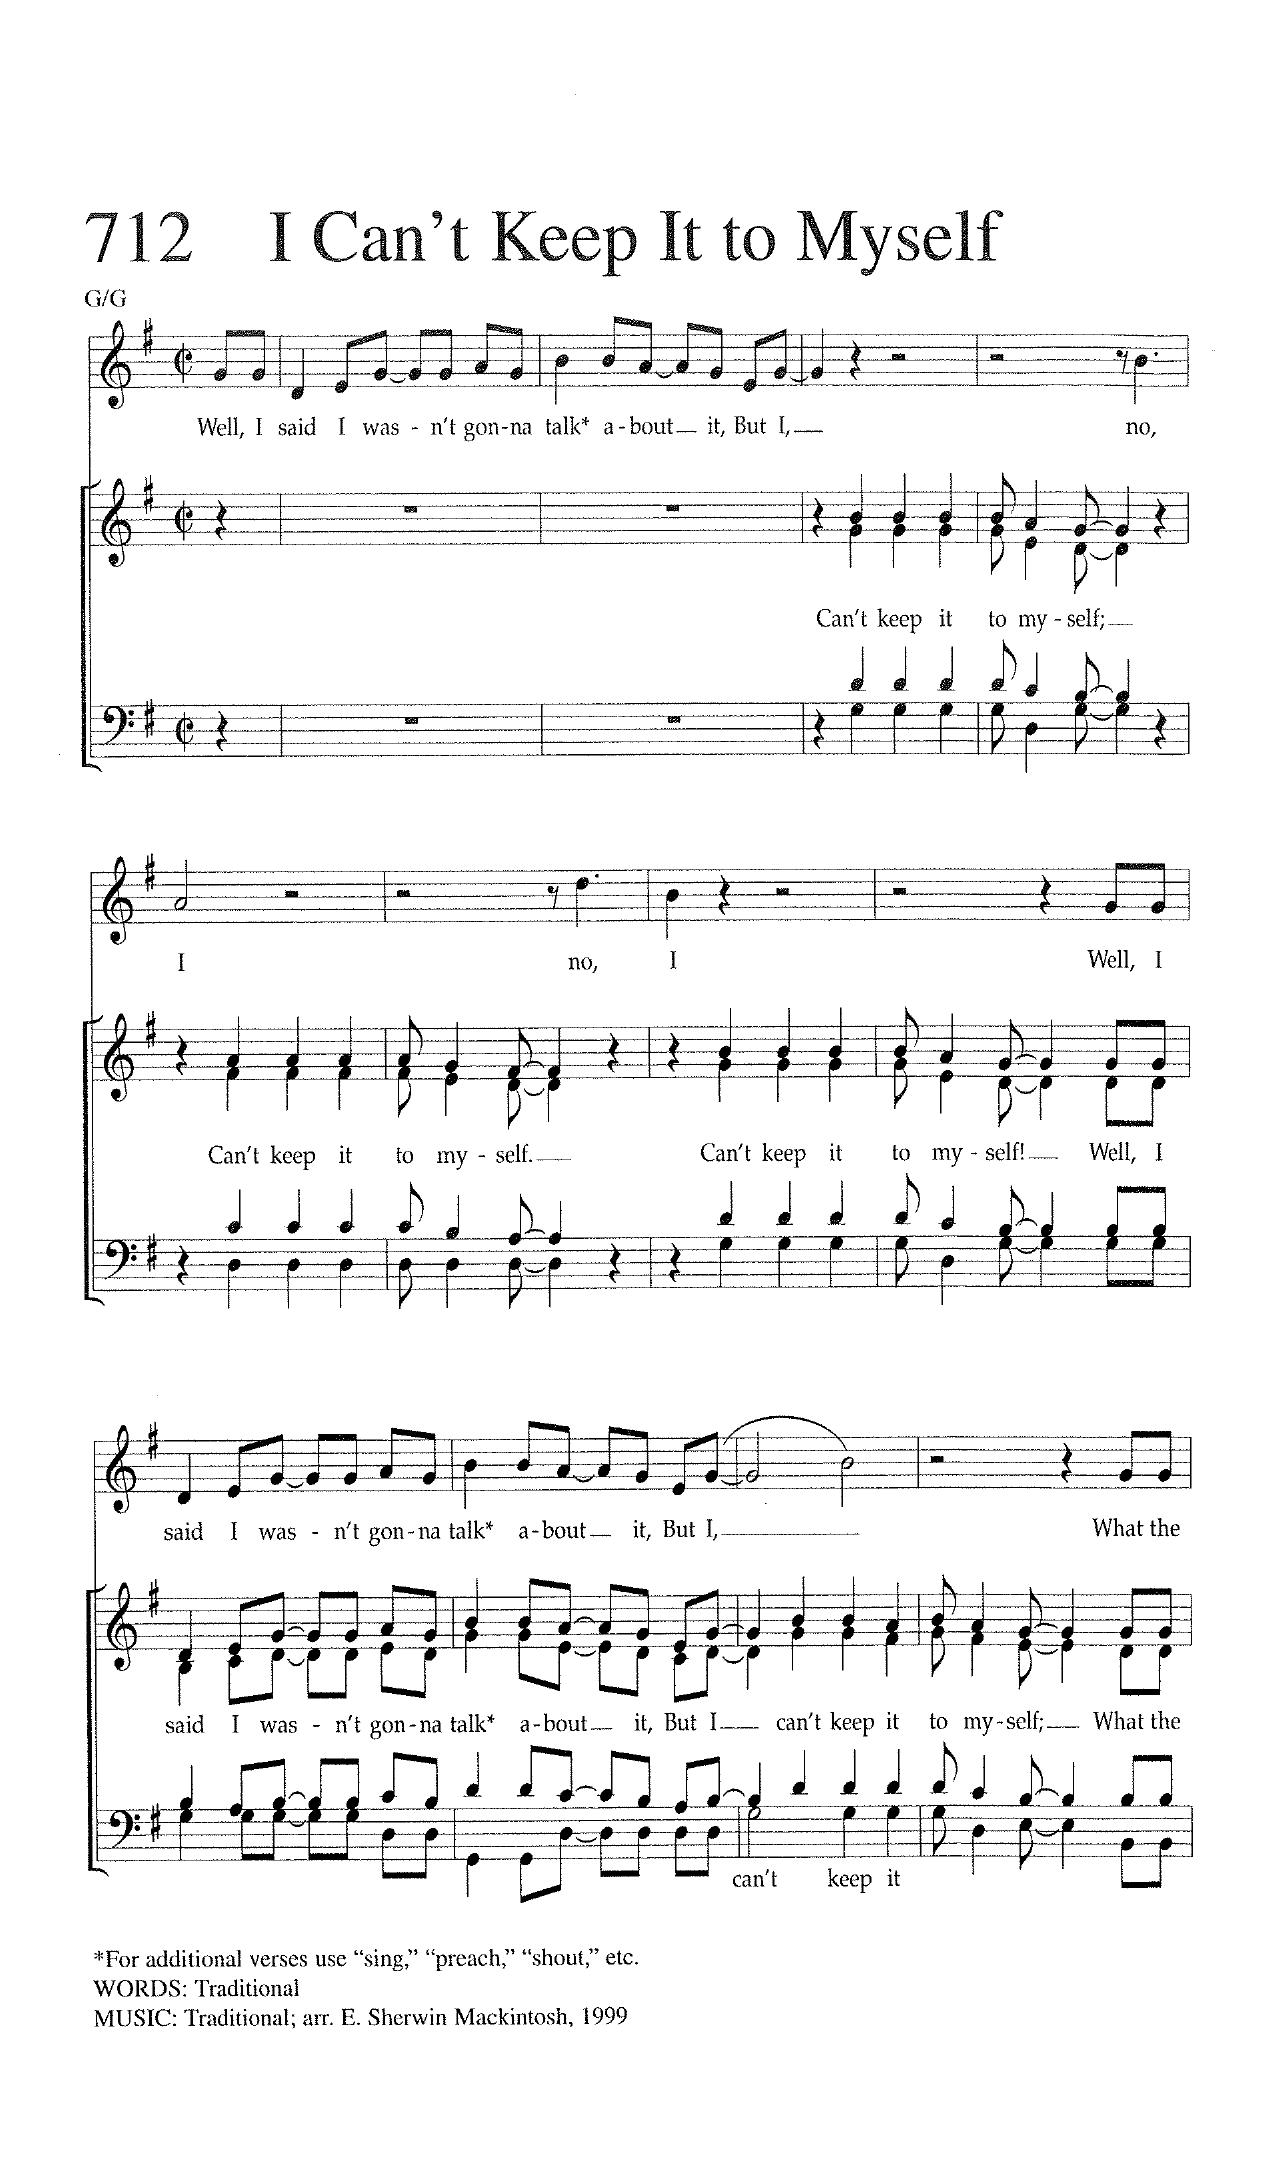 712 I Can't Keep It to Myself
G/G
Well, I said I was - n't gon-na talk* a-bout it, But I, no,
Can't keep it to my - self;
I no, I Well, I
Can't keep it to my - self. Can't keep it to my - self! Well, I
said I was - n't gon-na talk* a-bout it, But I, What the
said I was - n't gon-na talk* a-bout it, But I can't keep it to my-self; What the
can't keep it
*For additional verses use “sing,” “preach,” “shout,” etc.
WORDS: Traditional
MUSIC: Traditional; arr. E. Sherwin Mackintosh, 1999